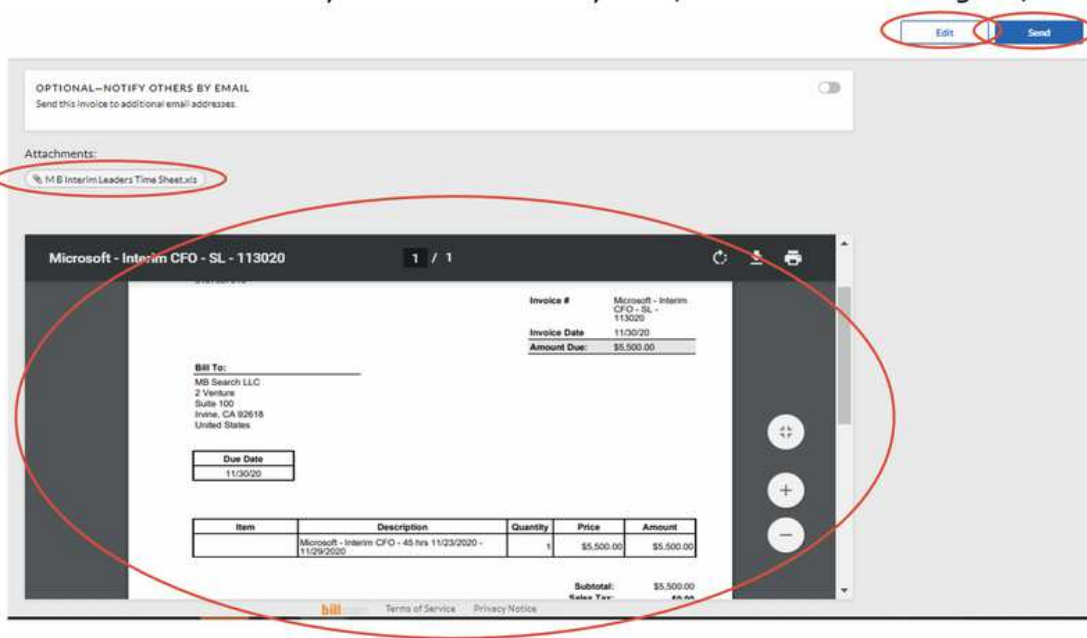 Edit Send
OPTIONAL—NOTIFY OTHERS BY EMAIL
Send this invoice to additional email addresses.
Attachments:
M B Interim Leaders Time Sheet.xls
Microsoft - Interim CFO - SL - 113020 1 / 1
Invoice # Microsoft - Interim
CFO - SL -
113020
Invoice Date 11/30/20
Amount Due: $5,500.00
Bill To:
MB Search LLC
2 Venture
Suite 100
Irvine, CA 92618
United States
Due Date
11/30/20
Item Description Quantity Price Amount
Microsoft - Interim CFO - 45 hrs 11/23/2020 -
11/29/2020 1 $5,500.00 $5,500.00
Subtotal: $5,500.00
Sales Tax: $0.00
bill Terms of Service Privacy Notice